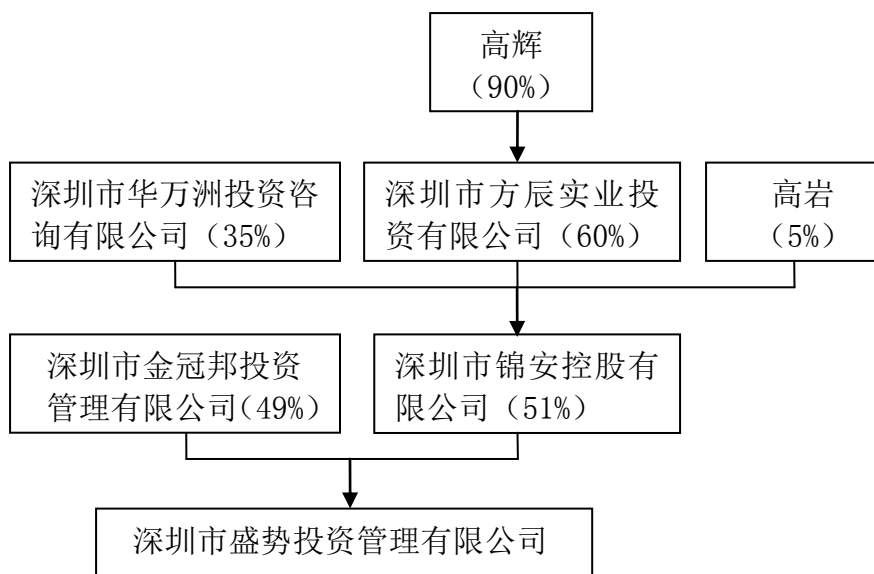 高辉
（90%）
深圳市华万洲投资咨
询有限公司（35%）
深圳市方辰实业投
资有限公司（60%）
高岩
（5%）
深圳市金冠邦投资
管理有限公司(49%)
深圳市锦安控股有
限公司（51%）
深圳市盛势投资管理有限公司